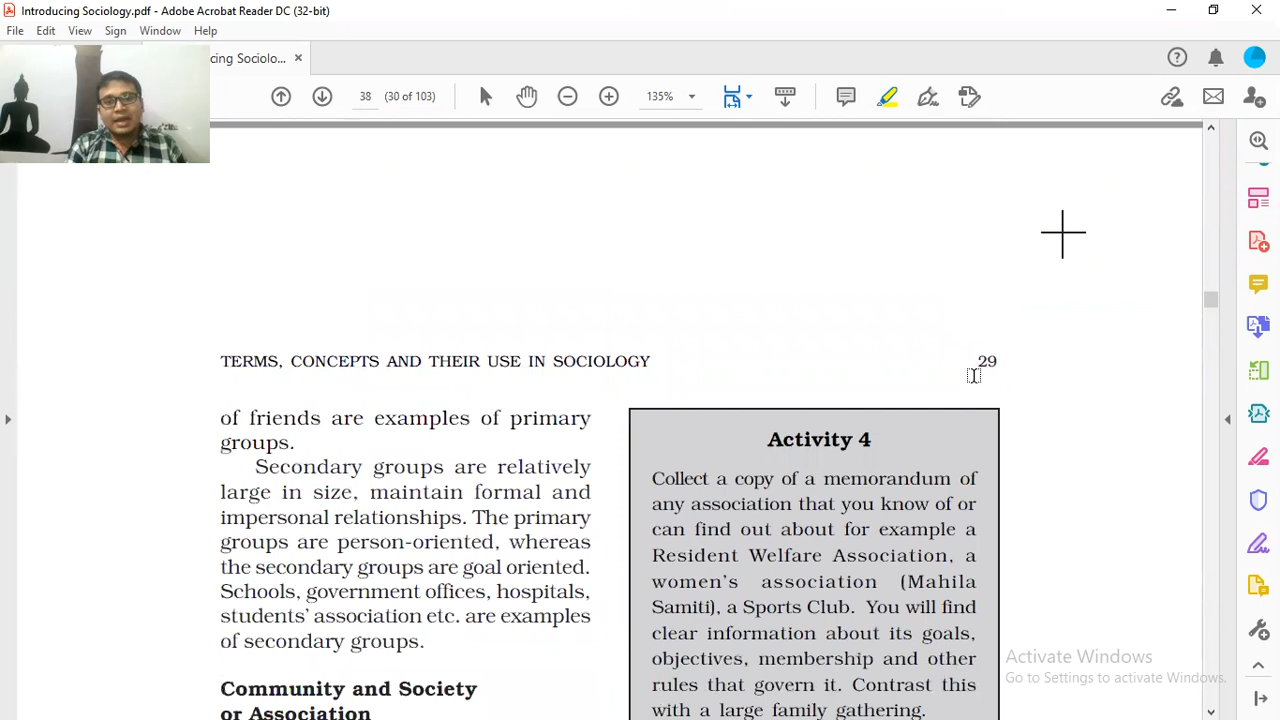 Introducing Sociology.pdf - Adobe Acrobat Reader DC (32-bit)
File Edit View Sign Window Help
cing Sociolo...
38 (30 of 103) 135%
TERMS, CONCEPTS AND THEIR USE IN SOCIOLOGY 29
of friends are examples of primary
groups.
Secondary groups are relatively
large in size, maintain formal and
impersonal relationships. The primary
groups are person-oriented, whereas
the secondary groups are goal oriented.
Schools, government offices, hospitals,
students' association etc. are examples
of secondary groups.
Community and Society
or Association
Activity 4
Collect a copy of a memorandum of
any association that you know of or
can find out about for example a
Resident Welfare Association, a
women's association (Mahila
Samiti), a Sports Club. You will find
clear information about its goals,
objectives, membership and other
rules that govern it. Contrast this
with a large family gathering.
Activate Windows
Go to Settings to activate Windows.